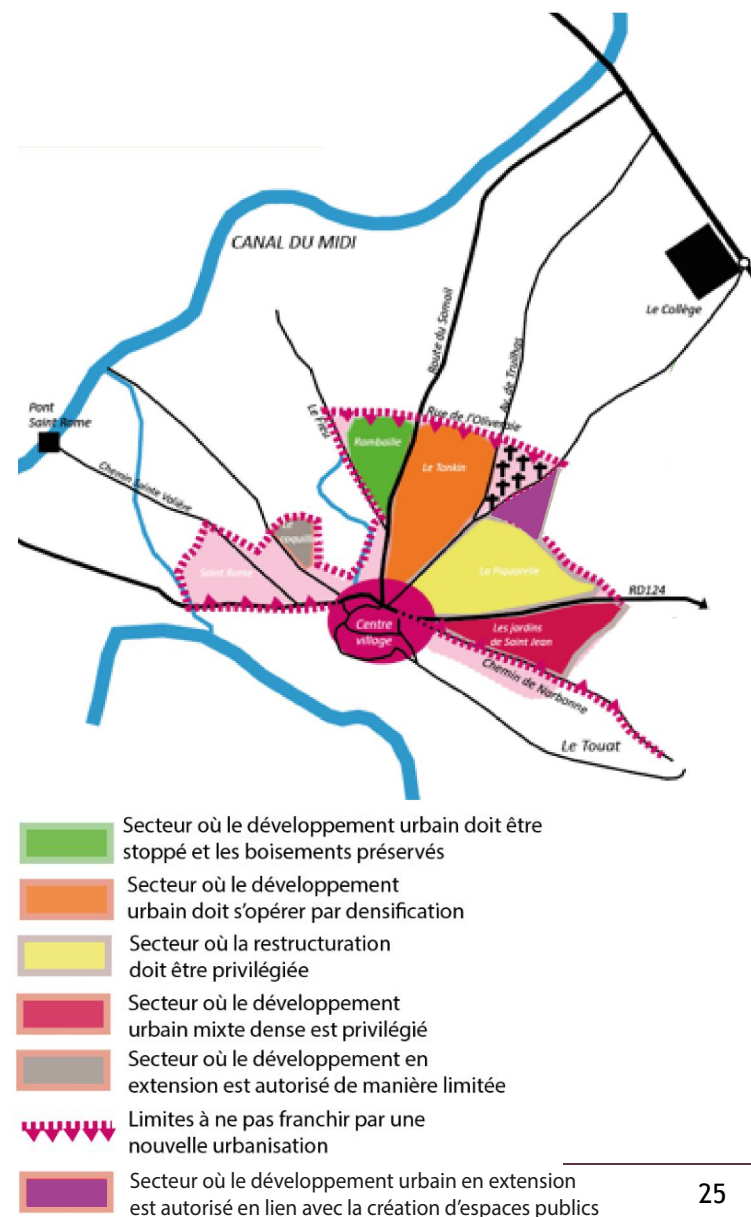 CANAL DU MIDI
Route du Somail
Le Collège
Av. de Truilhas
Pont
Saint Rome
Le Fieu
Rue de l'Oliveraie
Rambaille
Le Tonkin
Chemin Sainte Valière
Saint Rome
La Piquarelle
RD124
Centre
village
Les jardins
de Saint Jean
Chemin de Narbonne
Le Touat
Secteur où le développement urbain doit être
stoppé et les boisements préservés
Secteur où le développement
urbain doit s'opérer par densification
Secteur où la restructuration
doit être privilégiée
Secteur où le développement
urbain mixte dense est privilégié
Secteur où le développement en
extension est autorisé de manière limitée
Limites à ne pas franchir par une
nouvelle urbanisation
Secteur où le développement urbain en extension
est autorisé en lien avec la création d'espaces publics
25